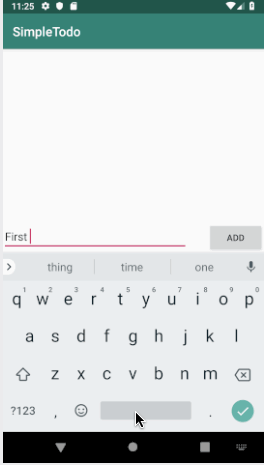 11:25
SimpleTodo
First
ADD
thing time one
1 2 3 4 5 6 7 8 9 0
q w e r t y u i o p
a s d f g h j k l
z x c v b n m
?123 , .